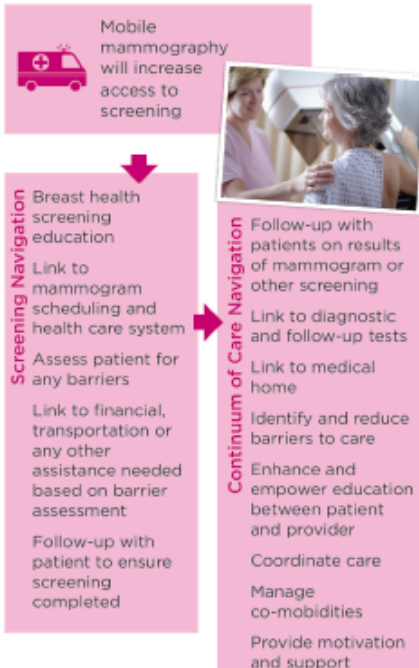 Mobile
mammography
will increase
access to
screening
Screening Navigation
Breast health
screening
education
Link to
mammogram
scheduling and
health care system
Assess patient for
any barriers
Link to financial,
transportation or
any other
assistance needed
based on barrier
assessment
Follow-up with
patient to ensure
screening
completed
Continuum of Care Navigation
Follow-up with
patients on results
of mammogram or
other screening
Link to diagnostic
and follow-up tests
Link to medical
home
Identify and reduce
barriers to care
Enhance and
empower education
between patient
and provider
Coordinate care
Manage
co-mobidities
Provide motivation
and support